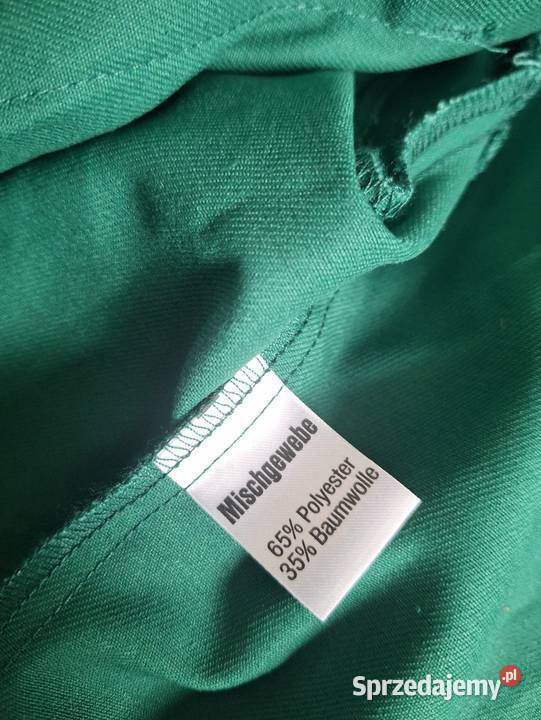 Mischgewebe
65% Polyester
35% Baumwolle
Sprzedajemy.pl